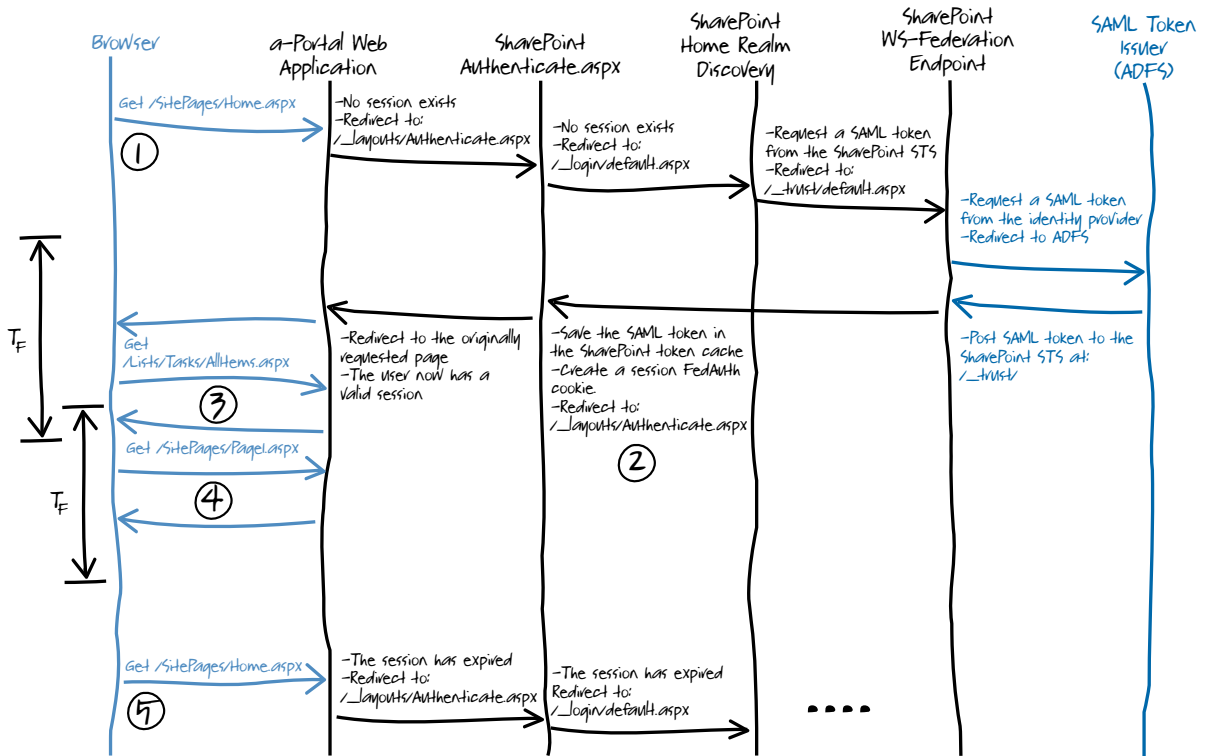 Browser
a-Portal Web
Application
SharePoint
Authenticate.aspx
SharePoint
Home Realm
Discovery
SharePoint
WS-Federation
Endpoint
SAML Token
Issuer
(ADFS)
Get /SitePages/Home.aspx
1
-No session exists
-Redirect to:
/_layouts/Authenticate.aspx
-No session exists
-Redirect to:
/_login/default.aspx
-Request a SAML token
from the SharePoint STS
-Redirect to:
/_trust/default.aspx
-Request a SAML token
from the identity provider
-Redirect to ADFS
-Post SAML token to the
SharePoint STS at:
/_trust/
-Save the SAML token in
the SharePoint token cache
-Create a session FedAuth
cookie.
-Redirect to:
/_layouts/Authenticate.aspx
2
-Redirect to the originally
requested page
-The user now has a
valid session
TF
Get
/Lists/Tasks/AllItems.aspx
3
Get /SitePages/Page1.aspx
TF
4
Get /SitePages/Home.aspx
5
-The session has expired
-Redirect to:
/_layouts/Authenticate.aspx
-The session has expired
Redirect to:
/_login/default.aspx
....